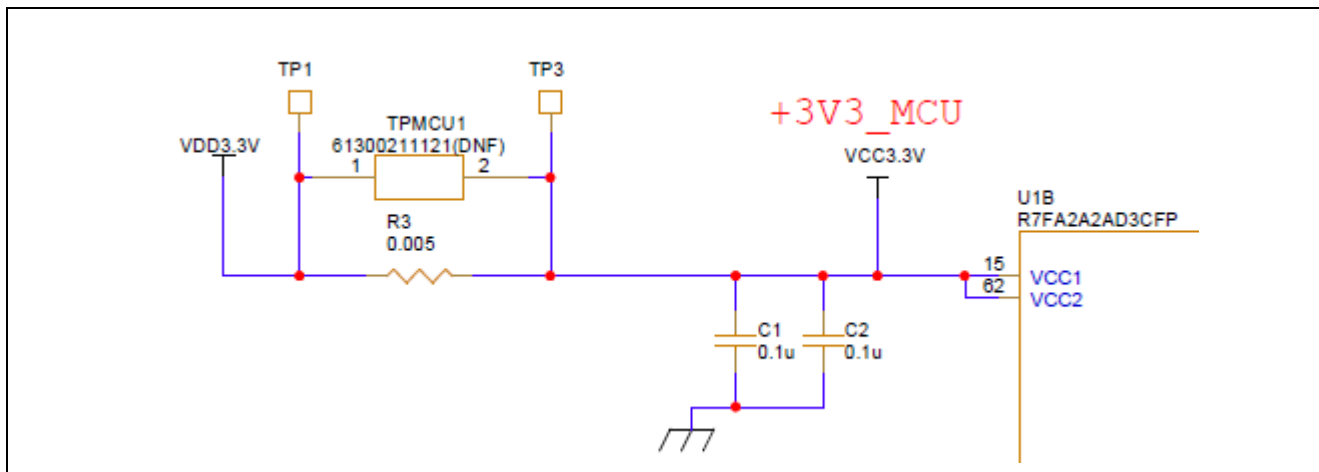 TP1
TP3
TPMCU1
61300211121(DNF)
1
2
VDD3.3V
+3V3_MCU
VCC3.3V
R3
0.005
U1B
R7FA2A2AD3CFP
15
VCC1
62
VCC2
C1
0.1u
C2
0.1u